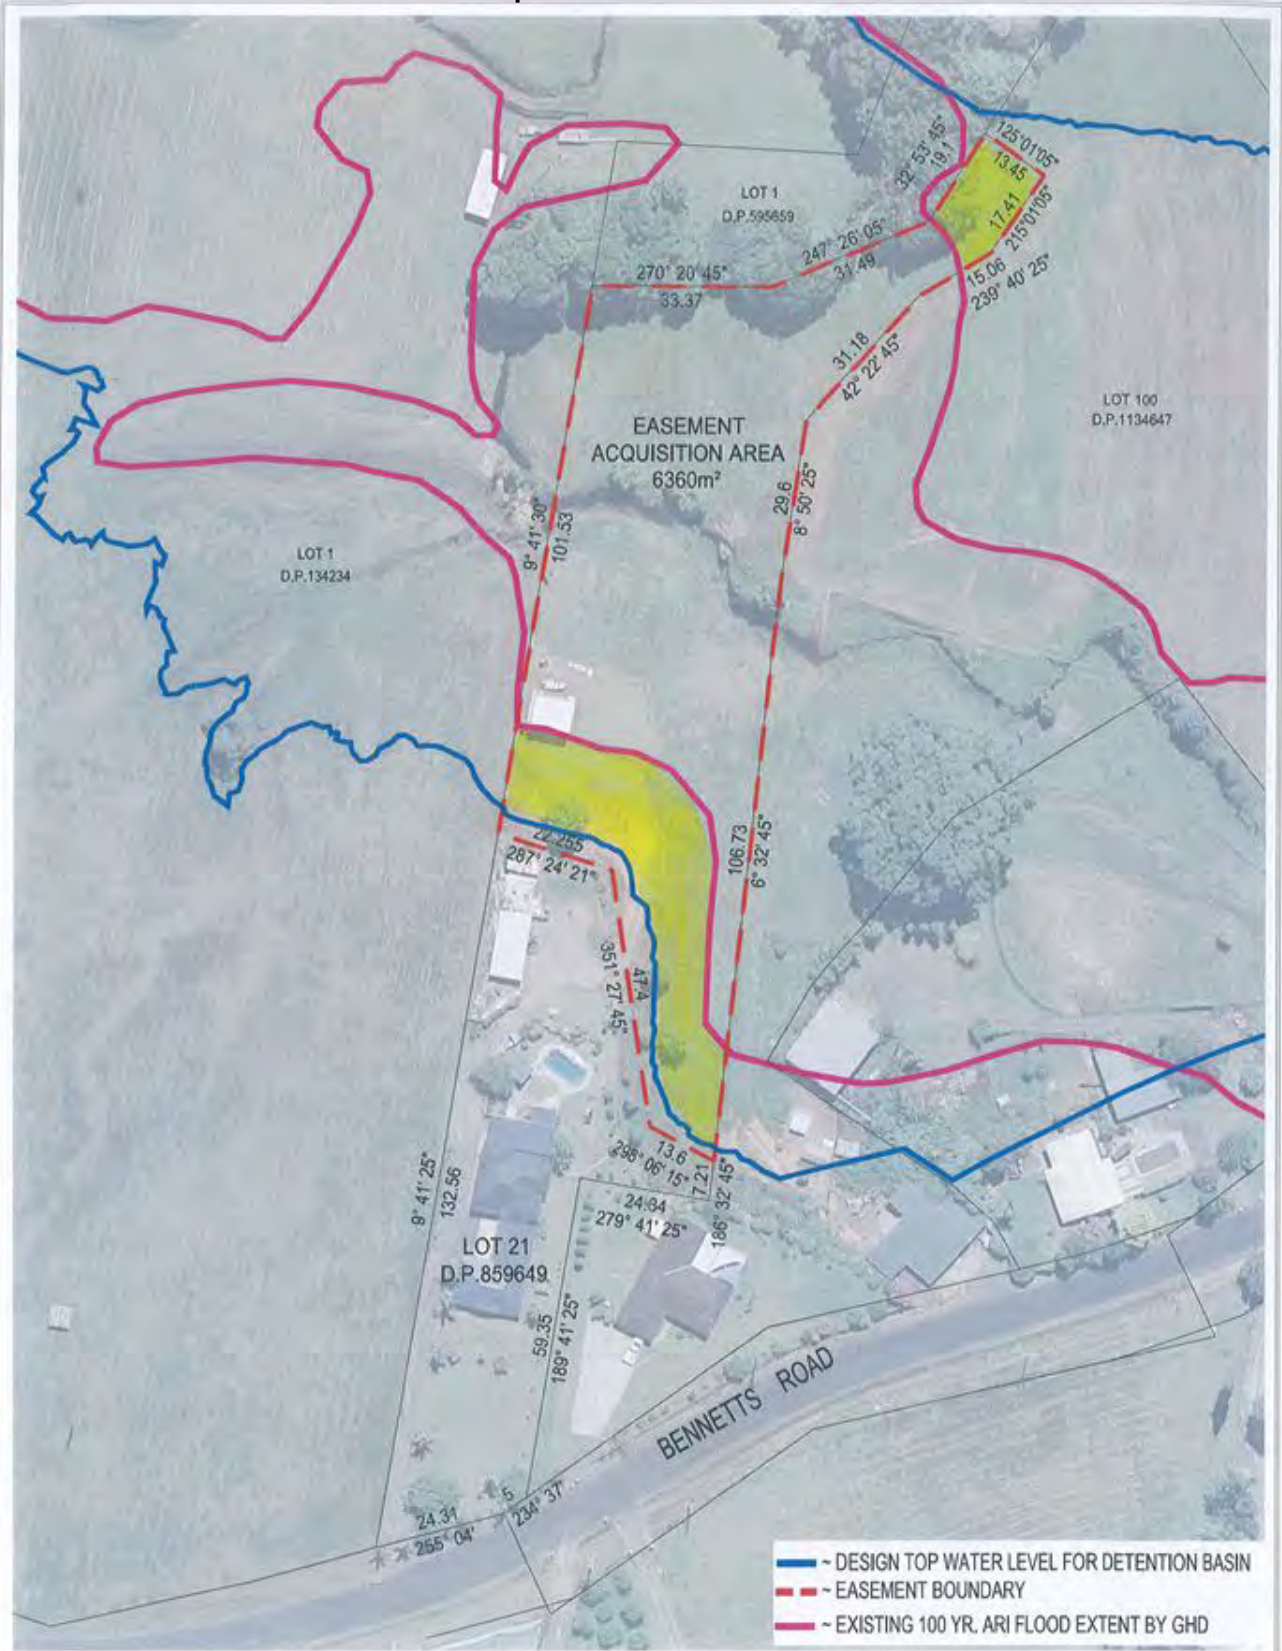 125°01'05"
13.45
32° 53' 45"
19.1
LOT 1
D.P.595659
17.41
215°01'05"
247° 26' 05"
31.49
270° 20' 45"
33.37
15.06
239° 40' 25"
31.18
42° 22' 45"
LOT 100
D.P.1134647
EASEMENT
ACQUISITION AREA
6360m²
29.6
8° 50' 25"
9° 41' 30"
101.53
LOT 1
D.P.134234
22.255
287° 24' 21"
106.73
6° 32' 45"
47.4
351° 27' 45"
13.6
298° 06' 15"
7.21
186° 32' 45"
24.84
279° 41' 25"
9° 41' 25"
132.56
LOT 21
D.P.859649
59.35
189° 41' 25"
BENNETTS ROAD
5
234° 37'
24.31
255° 04'
~ DESIGN TOP WATER LEVEL FOR DETENTION BASIN
~ EASEMENT BOUNDARY
~ EXISTING 100 YR. ARI FLOOD EXTENT BY GHD